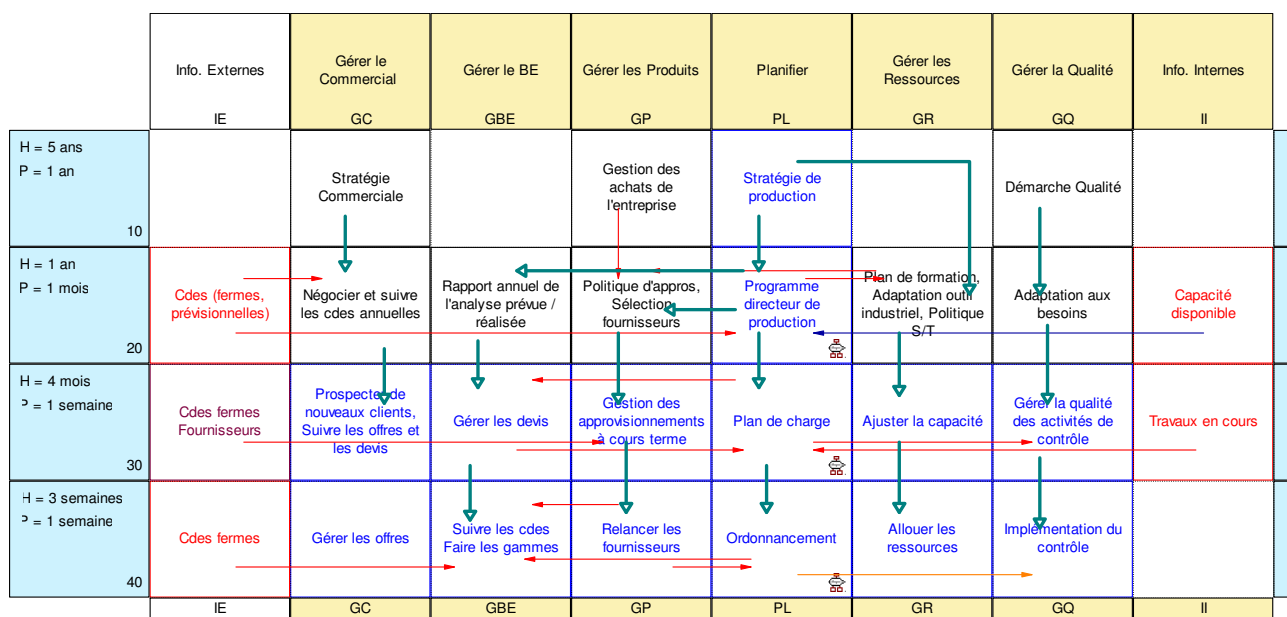 Info. Externes
IE
Gérer le
Commercial
GC
Gérer le BE
GBE
Gérer les Produits
GP
Planifier
PL
Gérer les
Ressources
GR
Gérer la Qualité
GQ
Info. Internes
II
H = 5 ans
P = 1 an
10
Stratégie
Commerciale
Gestion des
achats de
l'entreprise
Stratégie de
production
Démarche Qualité
H = 1 an
P = 1 mois
20
Cdes (fermes,
prévisionnelles)
Négocier et suivre
les cdes annuelles
Rapport annuel de
l'analyse prévue /
réalisée
Politique d'appros,
Sélection
fournisseurs
Programme
directeur de
production
Plan de formation,
Adaptation outil
industriel, Politique
S/T
Adaptation aux
besoins
Capacité
disponible
H = 4 mois
P = 1 semaine
30
Cdes fermes
Fournisseurs
Prospecter de
nouveaux clients,
Suivre les offres et
les devis
Gérer les devis
Gestion des
approvisionnements
à cours terme
Plan de charge
Ajuster la capacité
Gérer la qualité
des activités de
contrôle
Travaux en cours
H = 3 semaines
P = 1 semaine
40
Cdes fermes
Gérer les offres
Suivre les cdes
Faire les gammes
Relancer les
fournisseurs
Ordonnancement
Allouer les
ressources
Implémentation du
contrôle
IE
GC
GBE
GP
PL
GR
GQ
II